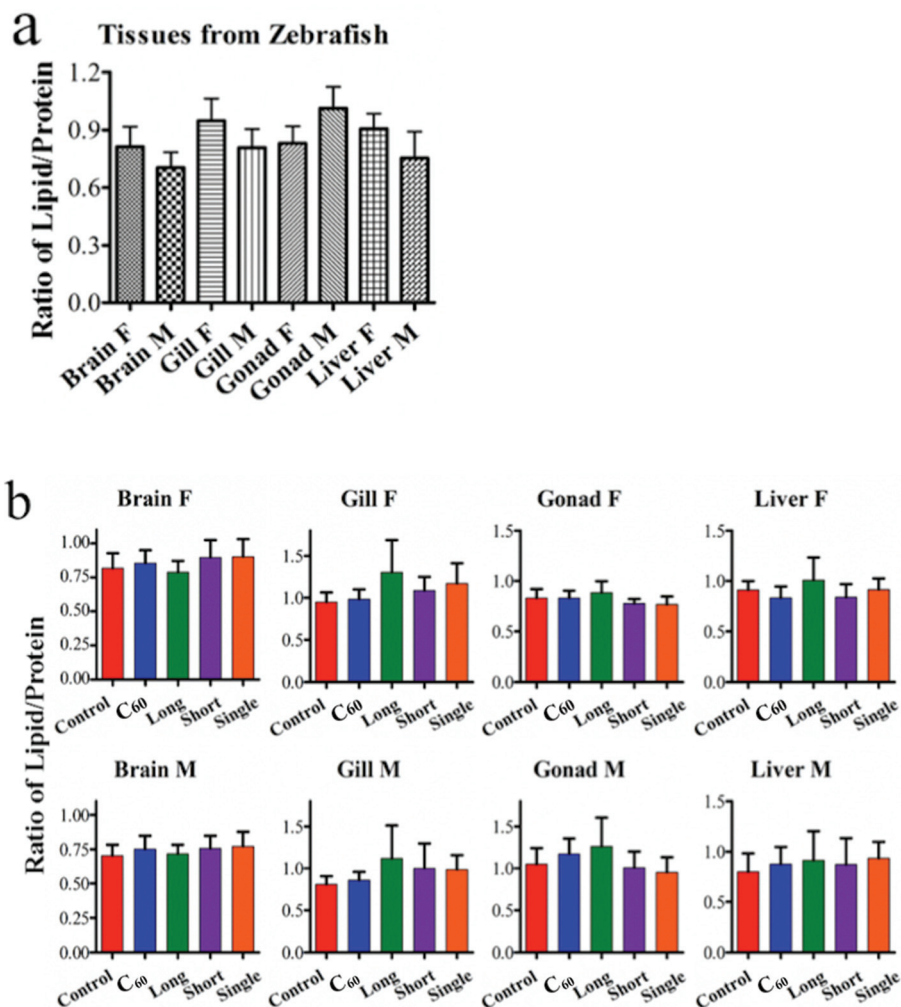 a
Tissues from Zebrafish
Ratio of Lipid/Protein
1.2
0.9
0.6
0.3
0.0
Brain F
Brain M
Gill F
Gill M
Gonad F
Gonad M
Liver F
Liver M
b
Ratio of Lipid/Protein
Brain F
1.00
0.75
0.50
0.25
0.00
Control
C₆₀
Long
Short
Single
Gill F
1.5
1.0
0.5
0.0
Control
C₆₀
Long
Short
Single
Gonad F
1.5
1.0
0.5
0.0
Control
C₆₀
Long
Short
Single
Liver F
1.5
1.0
0.5
0.0
Control
C₆₀
Long
Short
Single
Brain M
1.00
0.75
0.50
0.25
0.00
Control
C₆₀
Long
Short
Single
Gill M
1.5
1.0
0.5
0.0
Control
C₆₀
Long
Short
Single
Gonad M
1.5
1.0
0.5
0.0
Control
C₆₀
Long
Short
Single
Liver M
1.5
1.0
0.5
0.0
Control
C₆₀
Long
Short
Single